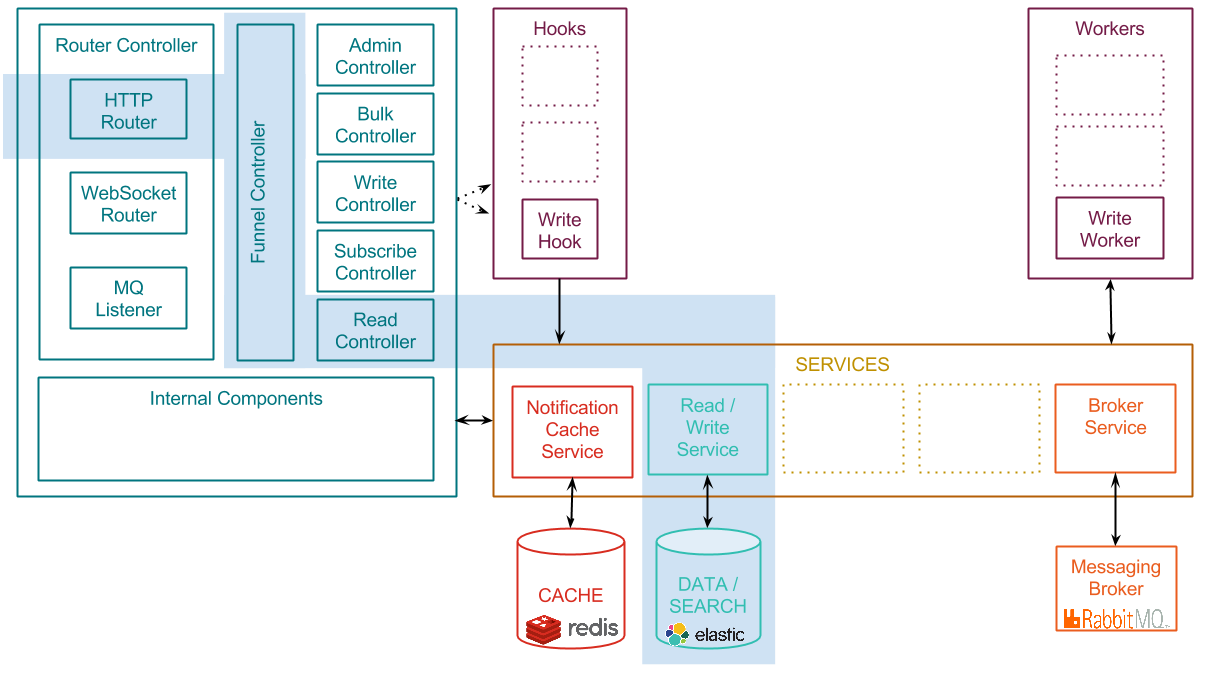 Router Controller
HTTP
Router
WebSocket
Router
MQ
Listener
Funnel Controller
Admin
Controller
Bulk
Controller
Write
Controller
Subscribe
Controller
Read
Controller
Internal Components
Hooks
Write
Hook
Workers
Write
Worker
SERVICES
Notification
Cache
Service
Read /
Write
Service
Broker
Service
CACHE
redis
DATA /
SEARCH
elastic
Messaging
Broker
RabbitMQ